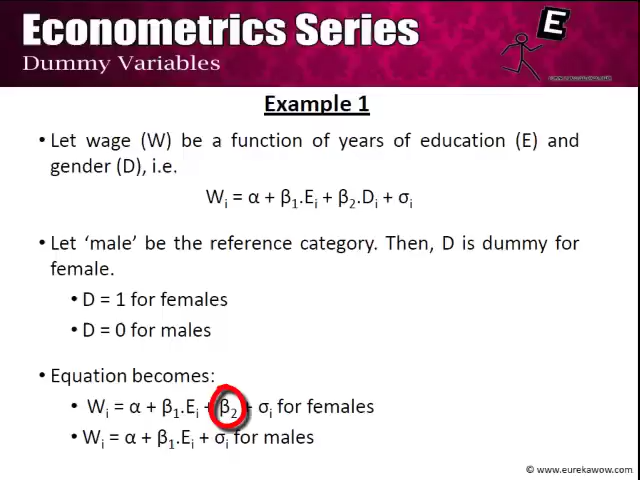 Econometrics Series
Dummy Variables
E
Example 1
• Let wage (W) be a function of years of education (E) and
gender (D), i.e.
Wᵢ = α + β₁.Eᵢ + β₂.Dᵢ + σᵢ
• Let ‘male’ be the reference category. Then, D is dummy for
female.
• D = 1 for females
• D = 0 for males
• Equation becomes:
• Wᵢ = α + β₁.Eᵢ + β₂ + σᵢ for females
• Wᵢ = α + β₁.Eᵢ + σᵢ for males
© www.eurekawow.com